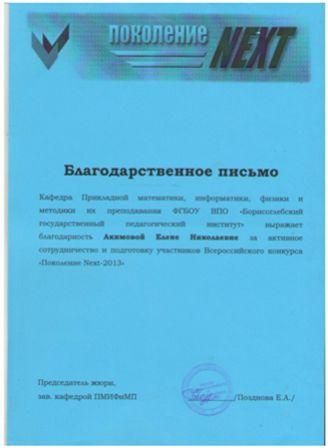 поколение
NEXT
Благодарственное письмо
Кафедра Прикладной математики, информатики, физики и
методики их преподавания ФГБОУ ВПО «Борисоглебский
государственный педагогический институт» выражает
благодарность Акимовой Елене Николаевне за активное
сотрудничество и подготовку участников Всероссийского конкурса
«Поколение Next-2013»
Председатель жюри,
зав. кафедрой ПМИФиМП /Позднова Е.А./